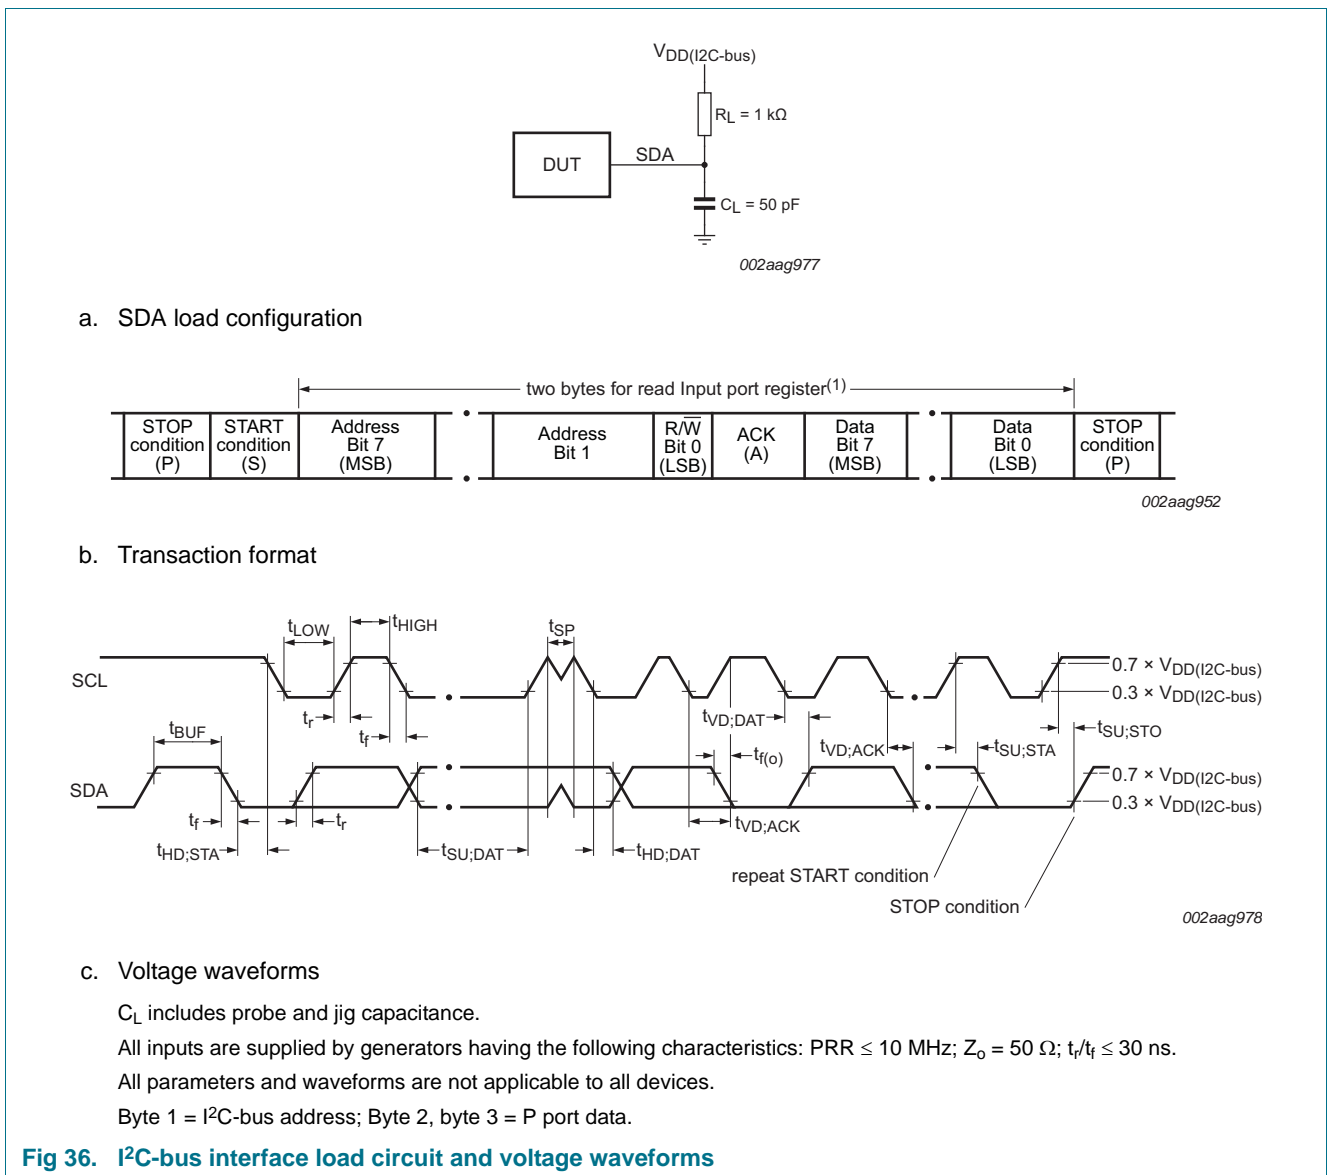 VDD(I2C-bus)
RL = 1 kΩ
DUT
SDA
CL = 50 pF
002aag977
a. SDA load configuration
two bytes for read Input port register(1)
STOP condition (P)
START condition (S)
Address Bit 7 (MSB)
Address Bit 1
R/W̅ Bit 0 (LSB)
ACK (A)
Data Bit 7 (MSB)
Data Bit 0 (LSB)
STOP condition (P)
002aag952
b. Transaction format
tLOW
tHIGH
tSP
SCL
0.7 × VDD(I2C-bus)
0.3 × VDD(I2C-bus)
tr
tf
tBUF
tVD;DAT
tf(o)
tVD;ACK
tSU;STA
tSU;STO
SDA
0.7 × VDD(I2C-bus)
0.3 × VDD(I2C-bus)
tf
tr
tVD;ACK
tHD;STA
tSU;DAT
tHD;DAT
repeat START condition
STOP condition
002aag978
c. Voltage waveforms
CL includes probe and jig capacitance.
All inputs are supplied by generators having the following characteristics: PRR ≤ 10 MHz; Zo = 50 Ω; tr/tf ≤ 30 ns.
All parameters and waveforms are not applicable to all devices.
Byte 1 = I²C-bus address; Byte 2, byte 3 = P port data.
Fig 36. I²C-bus interface load circuit and voltage waveforms